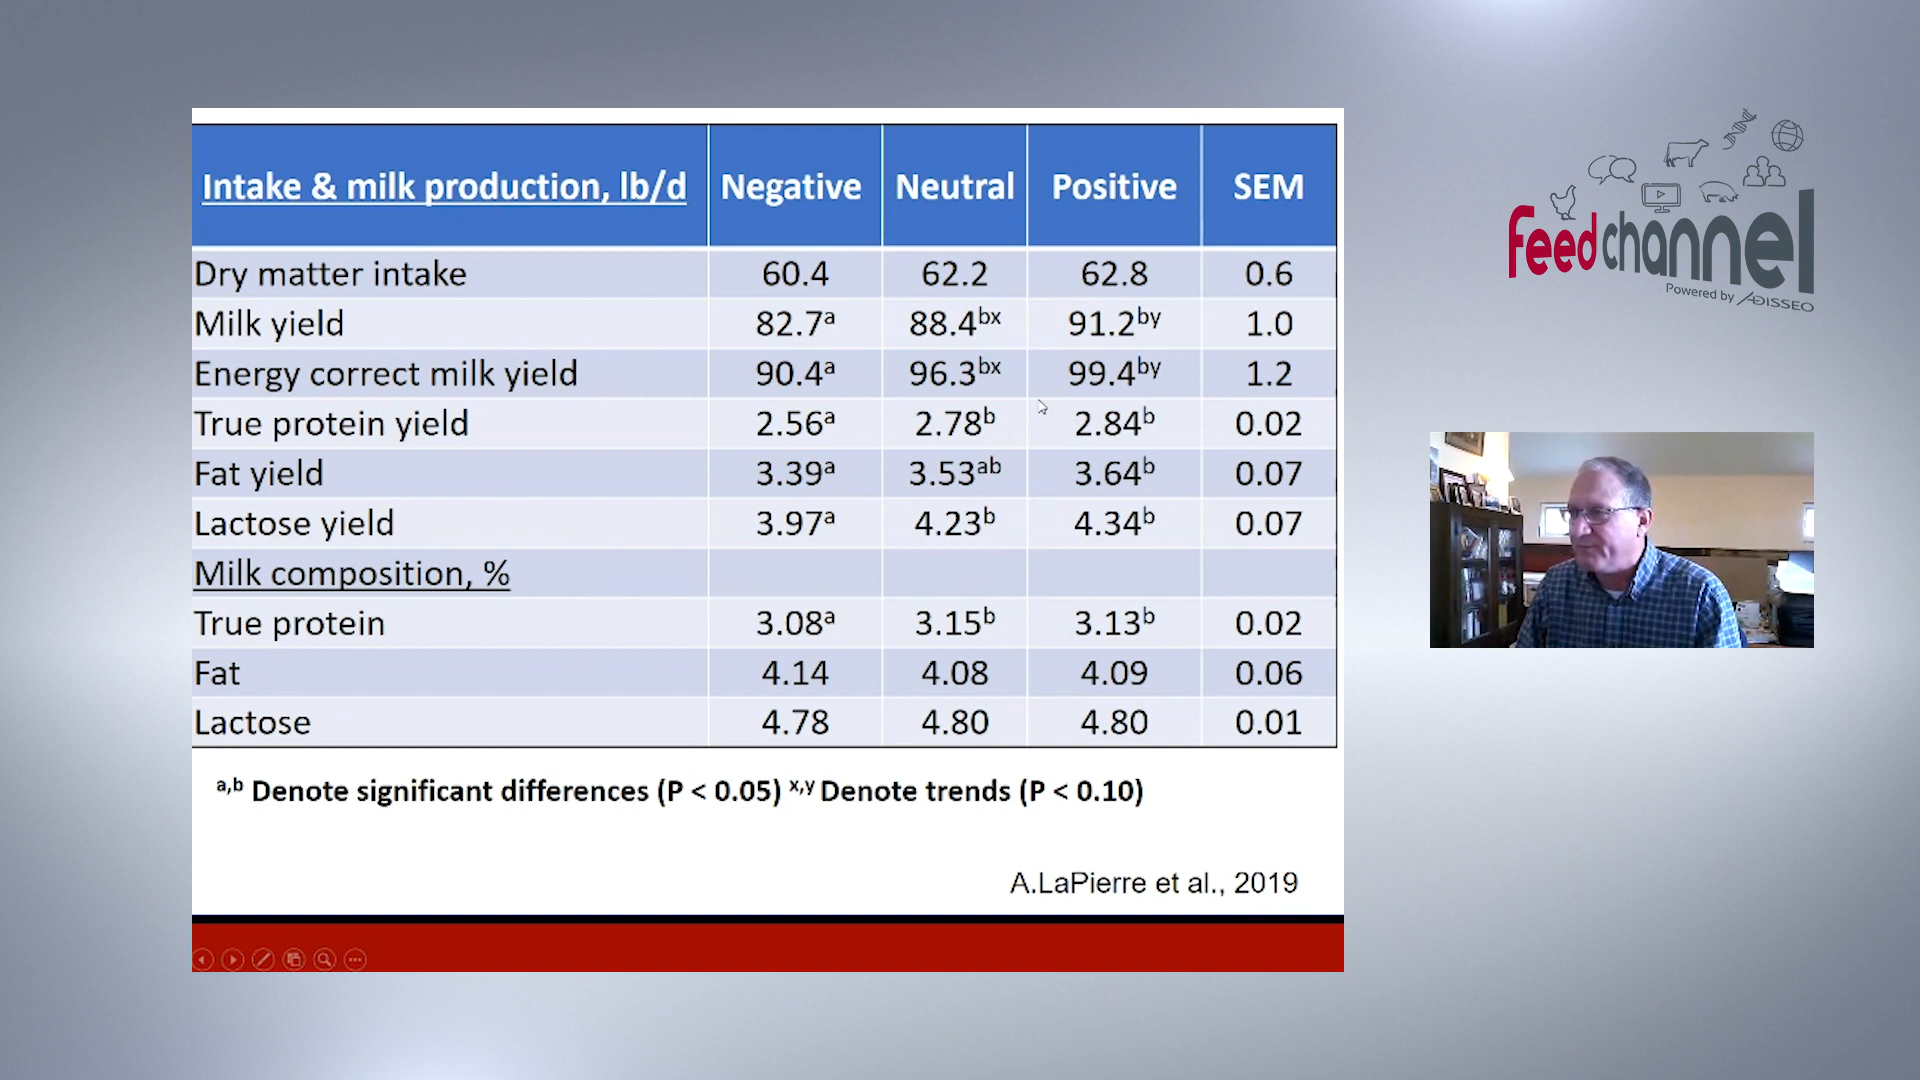 Intake & milk production, lb/d Negative Neutral Positive SEM
Dry matter intake 60.4 62.2 62.8 0.6
Milk yield 82.7ᵃ 88.4ᵇˣ 91.2ᵇʸ 1.0
Energy correct milk yield 90.4ᵃ 96.3ᵇˣ 99.4ᵇʸ 1.2
True protein yield 2.56ᵃ 2.78ᵇ 2.84ᵇ 0.02
Fat yield 3.39ᵃ 3.53ᵃᵇ 3.64ᵇ 0.07
Lactose yield 3.97ᵃ 4.23ᵇ 4.34ᵇ 0.07
Milk composition, %
True protein 3.08ᵃ 3.15ᵇ 3.13ᵇ 0.02
Fat 4.14 4.08 4.09 0.06
Lactose 4.78 4.80 4.80 0.01
ᵃ,ᵇ Denote significant differences (P < 0.05) ˣ,ʸ Denote trends (P < 0.10)
A.LaPierre et al., 2019
feedchannel
Powered by ADISSEO